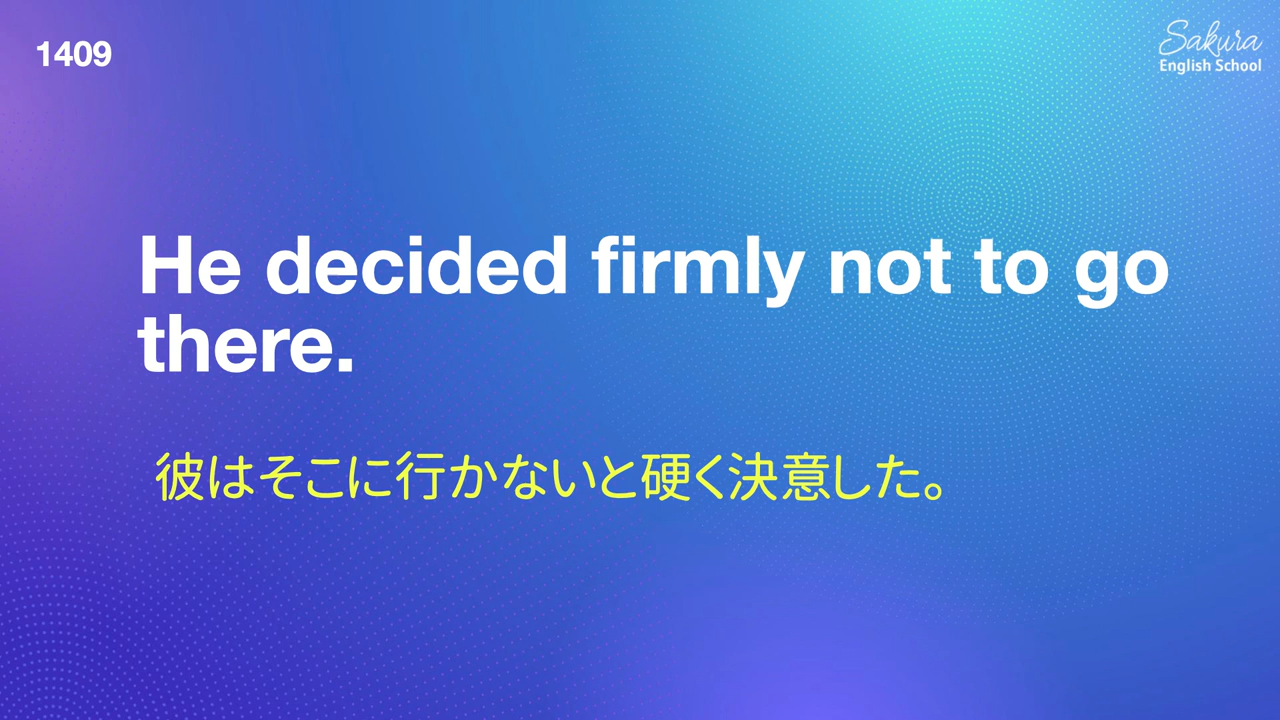 1409
Sakura
English School
He decided firmly not to go
there.
彼はそこに行かないと硬く決意した。